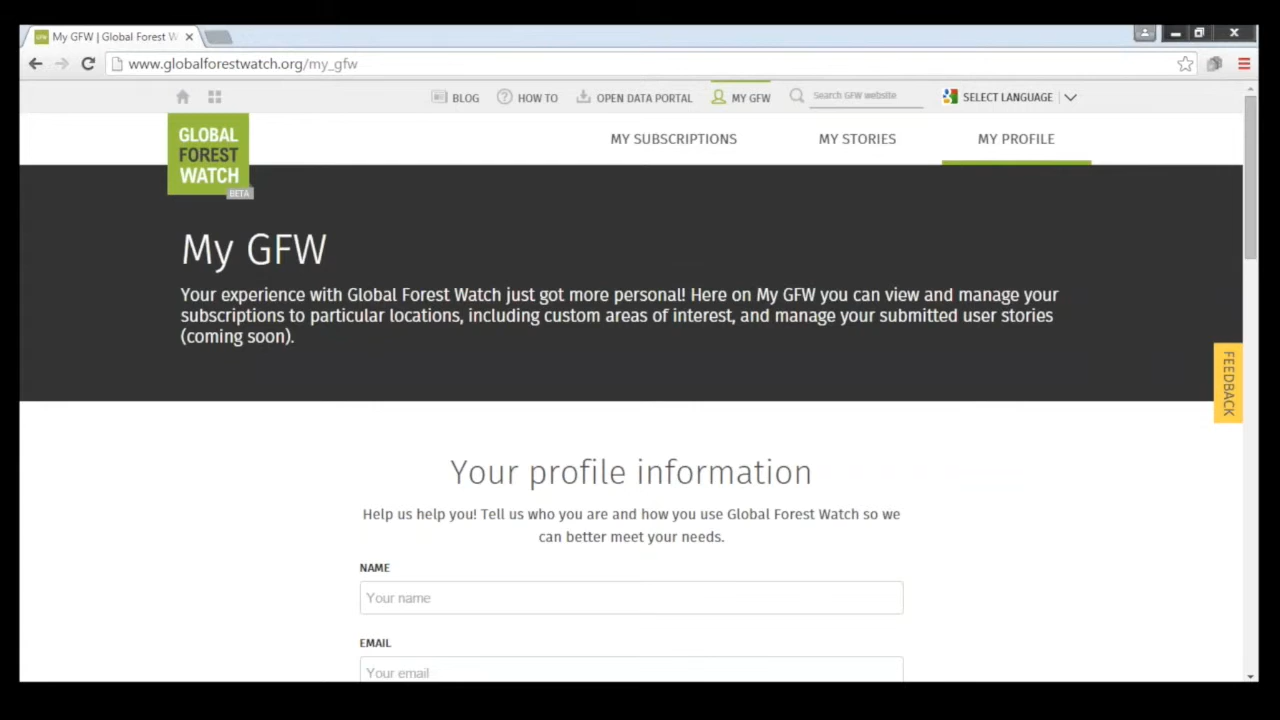 My GFW | Global Forest W
www.globalforestwatch.org/my_gfw
BLOG HOW TO OPEN DATA PORTAL MY GFW Search GFW website SELECT LANGUAGE
GLOBAL
FOREST
WATCH
BETA
MY SUBSCRIPTIONS MY STORIES MY PROFILE
My GFW
Your experience with Global Forest Watch just got more personal! Here on My GFW you can view and manage your
subscriptions to particular locations, including custom areas of interest, and manage your submitted user stories
(coming soon).
FEEDBACK
Your profile information
Help us help you! Tell us who you are and how you use Global Forest Watch so we
can better meet your needs.
NAME
Your name
EMAIL
Your email